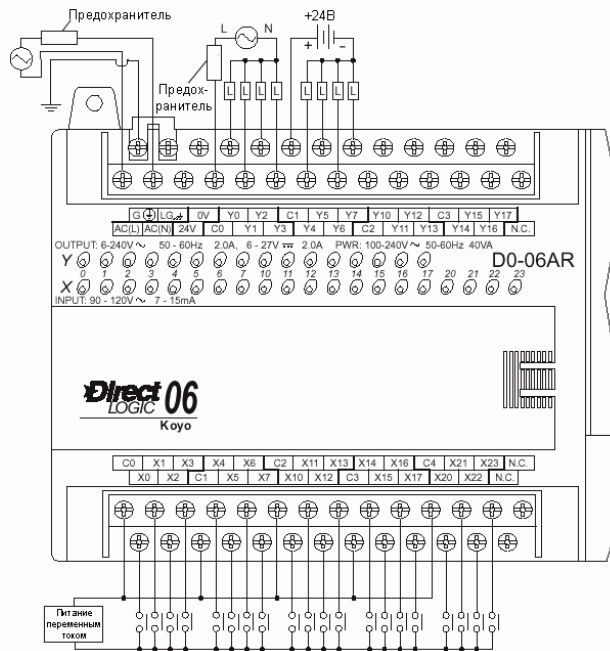 Предохранитель
L N
+24В
+ −
Предох-
ранитель
L L L L L L L L
G LG 0V Y0 Y2 C1 Y5 Y7 Y10 Y12 C3 Y15 Y17
AC(L) AC(N) 24V C0 Y1 Y3 Y4 Y6 C2 Y11 Y13 Y14 Y16 N.C.
OUTPUT: 6-240V ~ 50 - 60Hz 2.0A, 6 - 27V ⎓ 2.0A PWR: 100-240V ~ 50-60Hz 40VA
Y D0-06AR
0 1 2 3 4 5 6 7 10 11 12 13 14 15 16 17 20 21 22 23
X
INPUT: 90 - 120V ~ 7 - 15mA
Direct
LOGIC 06
Koyo
C0 X1 X3 X4 X6 C2 X11 X13 X14 X16 C4 X21 X23 N.C.
X0 X2 C1 X5 X7 X10 X12 C3 X15 X17 X20 X22 N.C.
Питание
переменным
током